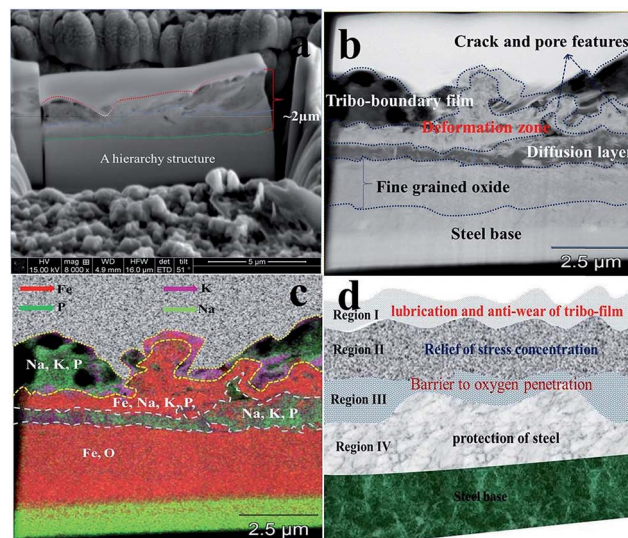 a
~2μm
A hierarchy structure
HV mag WD HFW det tilt
15.00 kV 8 000 x 4.9 mm 16.0 μm ETD 51 °
5 μm
b
Crack and pore features
Tribo-boundary film
Deformation zone
Diffusion layer
Fine grained oxide
Steel base
2.5 μm
Fe K
P Na
c
Na, K, P
Fe, Na, K, P,
Na, K, P
Fe, O
2.5 μm
d
Region I
lubrication and anti-wear of tribo-film
Region II
Relief of stress concentration
Barrier to oxygen penetration
Region III
Region IV
protection of steel
Steel base